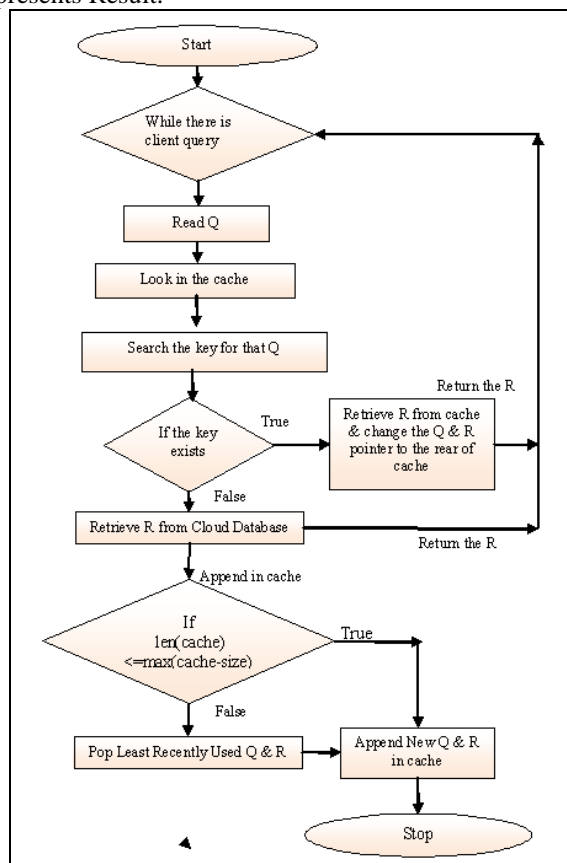 presents Result.
Start
While there is
client query
Read Q
Look in the cache
Search the key for that Q
Return the R
If the key
exists
True
Retrieve R from cache
& change the Q & R
pointer to the rear of
cache
False
Retrieve R from Cloud Database
Return the R
Append in cache
If
len(cache)
<=max(cache-size)
True
False
Pop Least Recently Used Q & R
Append New Q & R
in cache
Stop